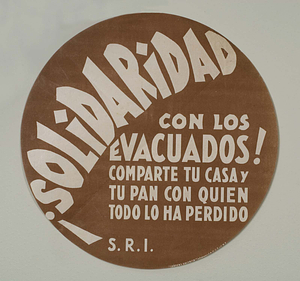 ¡SOLiDARiDAD
CON LOS
EVACUADOS!
COMPARTE TU CASA Y
TU PAN CON QUIEN
TODO LO HA PERDIDO
S.R.I.